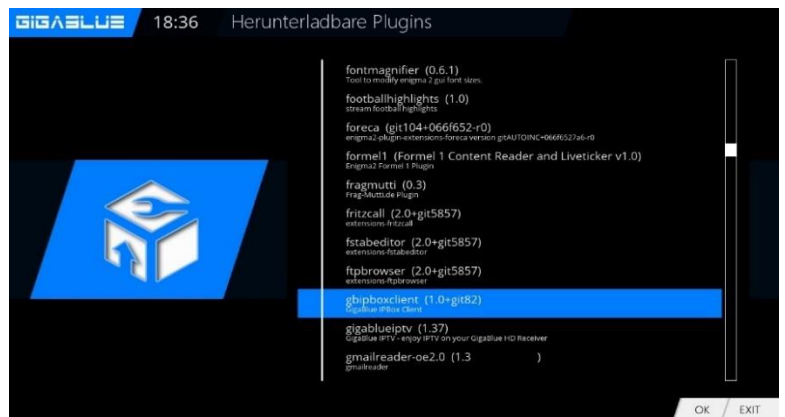 GIGABLUE 18:36 Herunterladbare Plugins
fontmagnifier (0.6.1)
Tool to modify enigma 2 gui font sizes.
footballhighlights (1.0)
stream football highlights
foreca (git104+066f652-r0)
enigma2-plugin-extensions-foreca version gitAUTOINC+066f6527a6-r0
formel1 (Formel 1 Content Reader and Liveticker v1.0)
Enigma2 Formel 1 Plugin
fragmutti (0.3)
Frag-Mutti.de Plugin
fritzcall (2.0+git5857)
extensions-fritzcall
fstabeditor (2.0+git5857)
extensions-fstabeditor
ftpbrowser (2.0+git5857)
extensions-ftpbrowser
gbipboxclient (1.0+git82)
GigaBlue IPBox Client
gigablueiptv (1.37)
GigaBlue IPTV - enjoy IPTV on your GigaBlue HD Receiver
gmailreader-oe2.0 (1.3 )
gmailreader
OK / EXIT